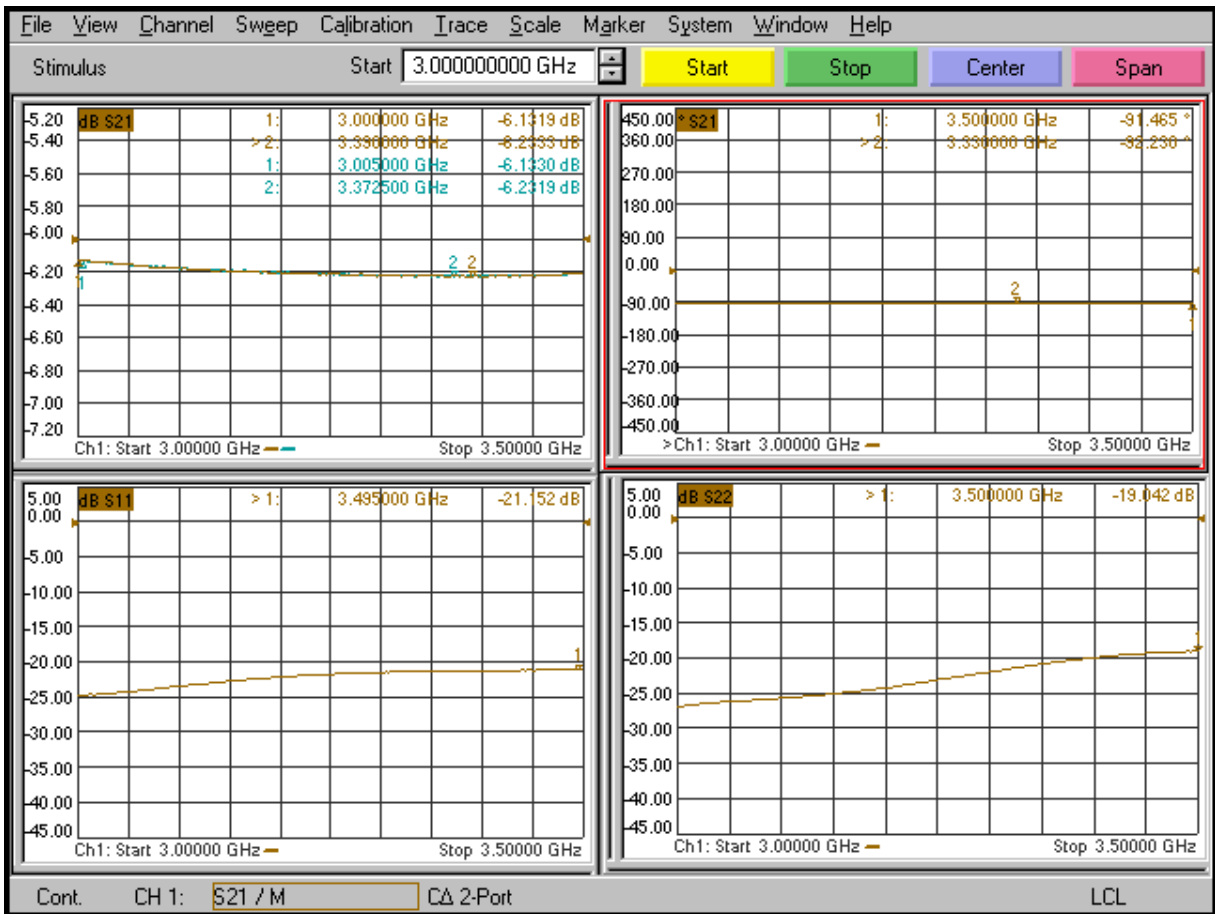 File View Channel Sweep Calibration Trace Scale Marker System Window Help
Stimulus Start 3.000000000 GHz Start Stop Center Span
dB S21
1: 3.000000 GHz -6.1319 dB
> 2: 3.390000 GHz -6.2333 dB
1: 3.005000 GHz -6.1330 dB
2: 3.372500 GHz -6.2319 dB
-5.20
-5.40
-5.60
-5.80
-6.00
-6.20
-6.40
-6.60
-6.80
-7.00
-7.20
2 2
1
Ch1: Start 3.00000 GHz Stop 3.50000 GHz
° S21
1: 3.500000 GHz -91.465 °
> 2: 3.330000 GHz -92.230 °
450.00
360.00
270.00
180.00
90.00
0.00
-90.00
-180.00
-270.00
-360.00
-450.00
2
1
>Ch1: Start 3.00000 GHz Stop 3.50000 GHz
dB S11
> 1: 3.495000 GHz -21.152 dB
5.00
0.00
-5.00
-10.00
-15.00
-20.00
-25.00
-30.00
-35.00
-40.00
-45.00
1
Ch1: Start 3.00000 GHz Stop 3.50000 GHz
dB S22
> 1: 3.500000 GHz -19.042 dB
5.00
0.00
-5.00
-10.00
-15.00
-20.00
-25.00
-30.00
-35.00
-40.00
-45.00
1
Ch1: Start 3.00000 GHz Stop 3.50000 GHz
Cont. CH 1: S21 / M CΔ 2-Port LCL